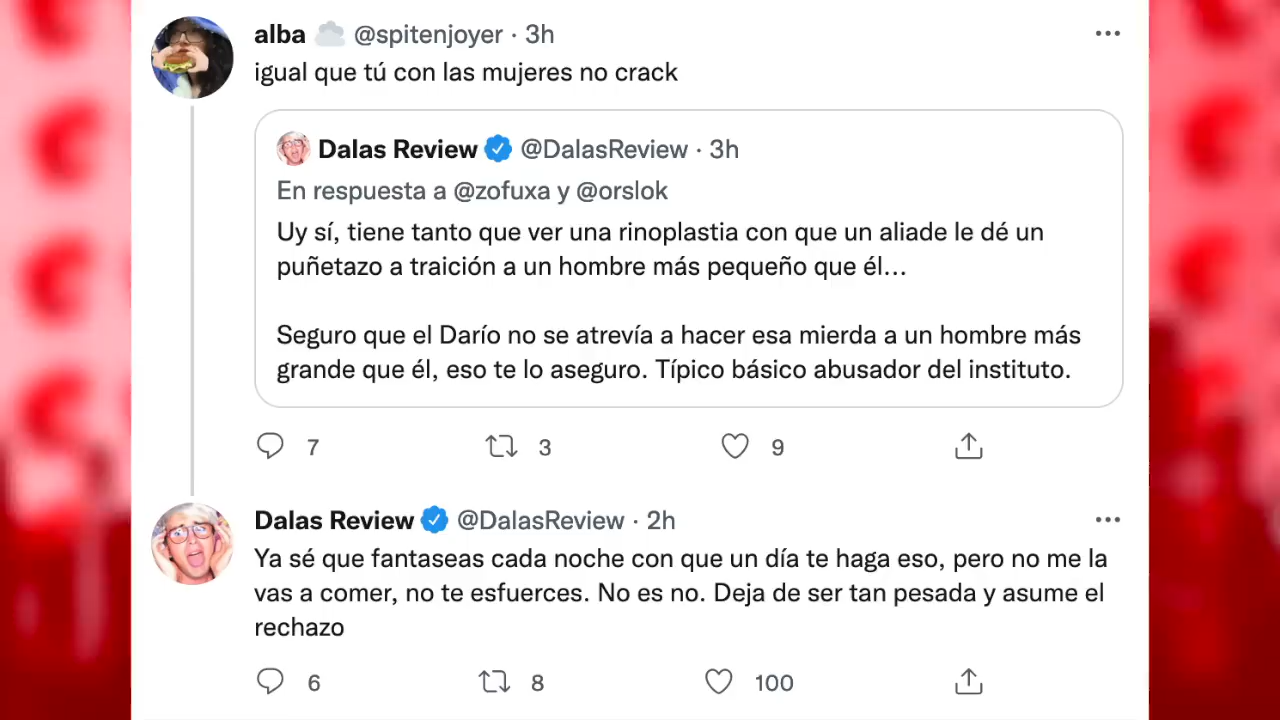 alba @spitenjoyer · 3h
igual que tú con las mujeres no crack
Dalas Review @DalasReview · 3h
En respuesta a @zofuxa y @orslok
Uy sí, tiene tanto que ver una rinoplastia con que un aliade le dé un
puñetazo a traición a un hombre más pequeño que él...
Seguro que el Darío no se atrevía a hacer esa mierda a un hombre más
grande que él, eso te lo aseguro. Típico básico abusador del instituto.
7 3 9
Dalas Review @DalasReview · 2h
Ya sé que fantaseas cada noche con que un día te haga eso, pero no me la
vas a comer, no te esfuerces. No es no. Deja de ser tan pesada y asume el
rechazo
6 8 100